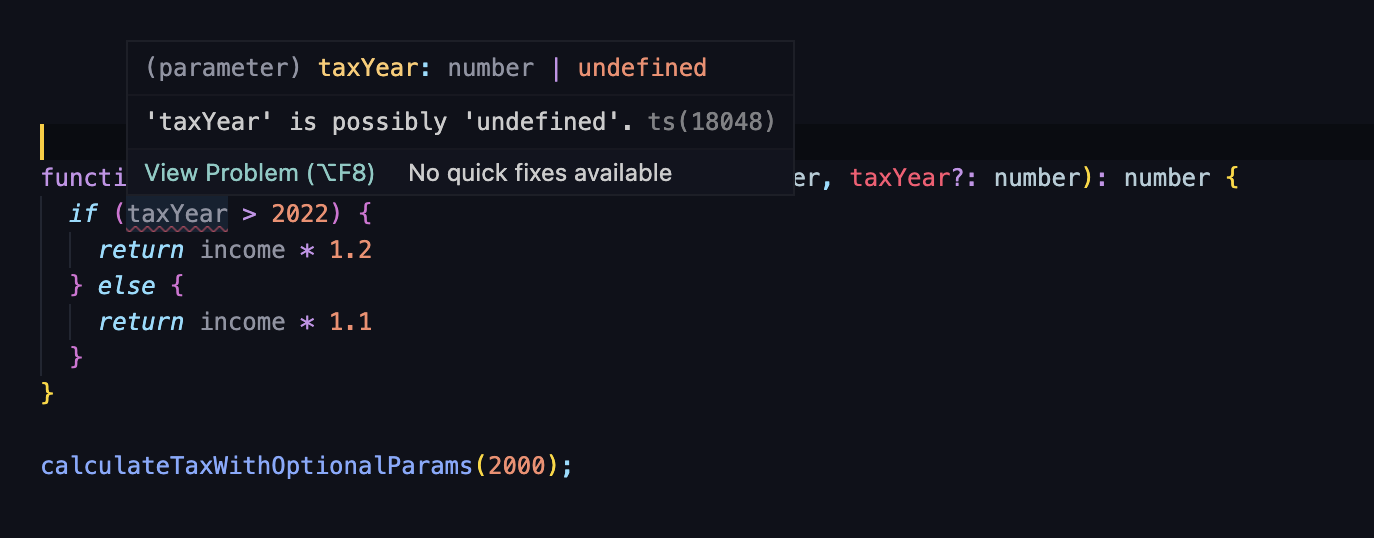 (parameter) taxYear: number | undefined
'taxYear' is possibly 'undefined'. ts(18048)
View Problem (⌥F8) No quick fixes available
functi er, taxYear?: number): number {
if (taxYear > 2022) {
return income * 1.2
} else {
return income * 1.1
}
}
calculateTaxWithOptionalParams(2000);